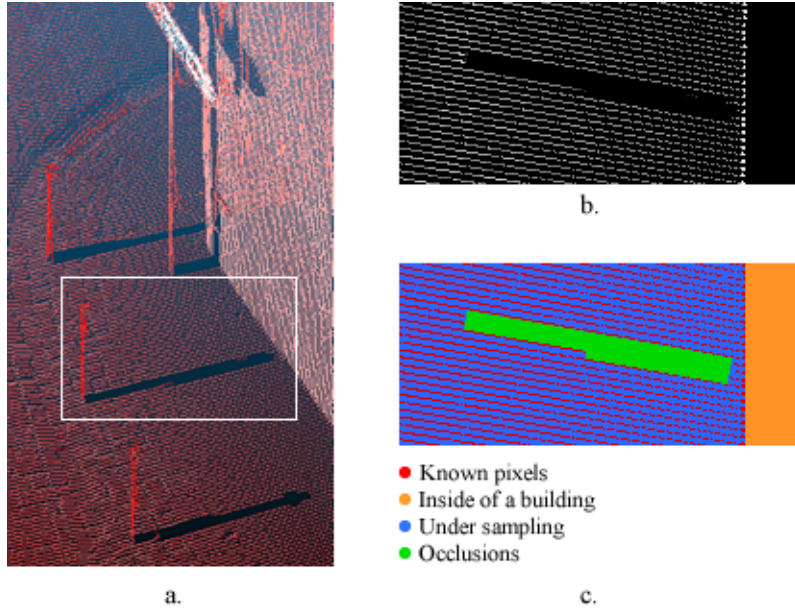 b.
Known pixels
Inside of a building
Under sampling
Occlusions
a.
c.